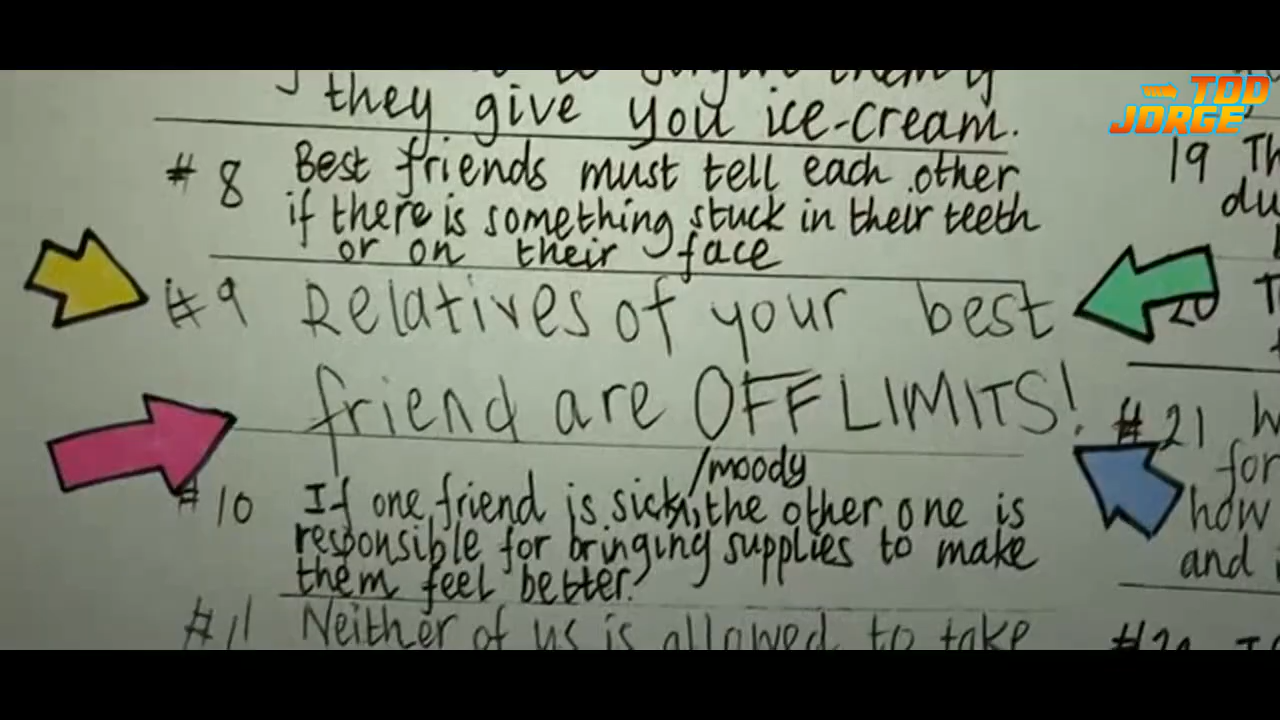 they give you ice-cream.
# 8 Best friends must tell each other
if there is something stuck in their teeth
or on their face
#9 Relatives of your best
friend are OFF LIMITS!
/moody
#10 If one friend is sick, the other one is
responsible for bringing supplies to make
them feel better.
#11 Neither of us is allowed to take
TOD
JORGE
19 Th
du
20 T
#21 W
for
how
and i